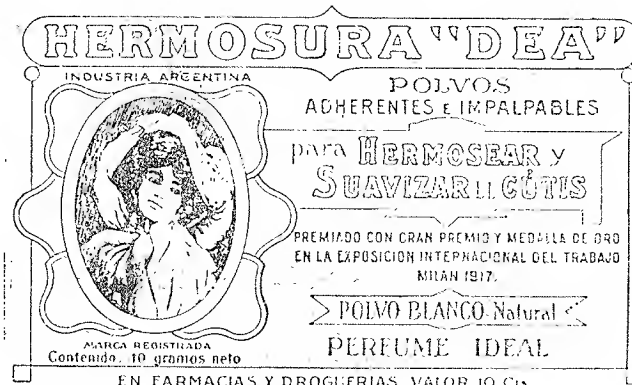 HERMOSURA "DEA"
INDUSTRIA ARGENTINA
POLVOS
ADHERENTES E IMPALPABLES
para HERMOSEAR y
SUAVIZAR EL CÚTIS
PREMIADO CON GRAN PREMIO Y MEDALLA DE ORO
EN LA EXPOSICION INTERNACIONAL DEL TRABAJO
MILAN 1917.
POLVO BLANCO-Natural
PERFUME IDEAL
MARCA REGISTRADA
Contenido. 10 gramos neto
EN FARMACIAS Y DROGUERIAS. VALOR 10 Cts.